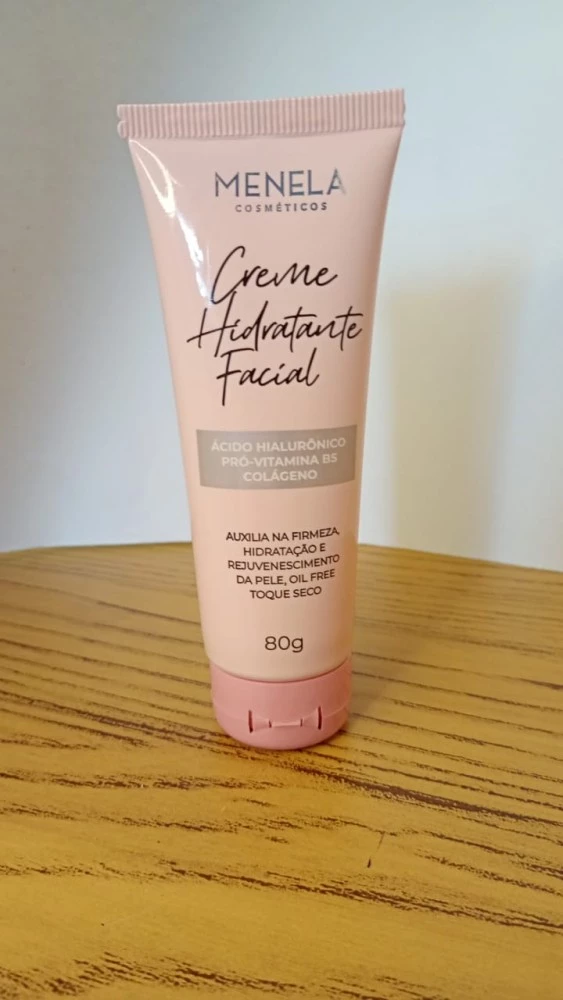 MENELA
COSMÉTICOS
Creme
Hidratante
Facial
ÁCIDO HIALURÔNICO
PRÓ-VITAMINA B5
COLÁGENO
AUXILIA NA FIRMEZA,
HIDRATAÇÃO E
REJUVENESCIMENTO
DA PELE, OIL FREE
TOQUE SECO
80g